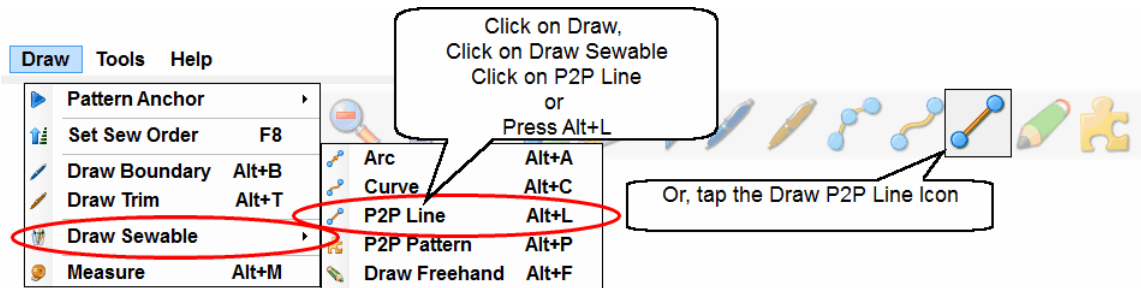 Click on Draw,
Click on Draw Sewable
Click on P2P Line
or
Press Alt+L
Draw Tools Help
Pattern Anchor
Set Sew Order F8
Draw Boundary Alt+B
Draw Trim Alt+T
Draw Sewable
Measure Alt+M
Arc Alt+A
Curve Alt+C
P2P Line Alt+L
P2P Pattern Alt+P
Draw Freehand Alt+F
Or, tap the Draw P2P Line Icon